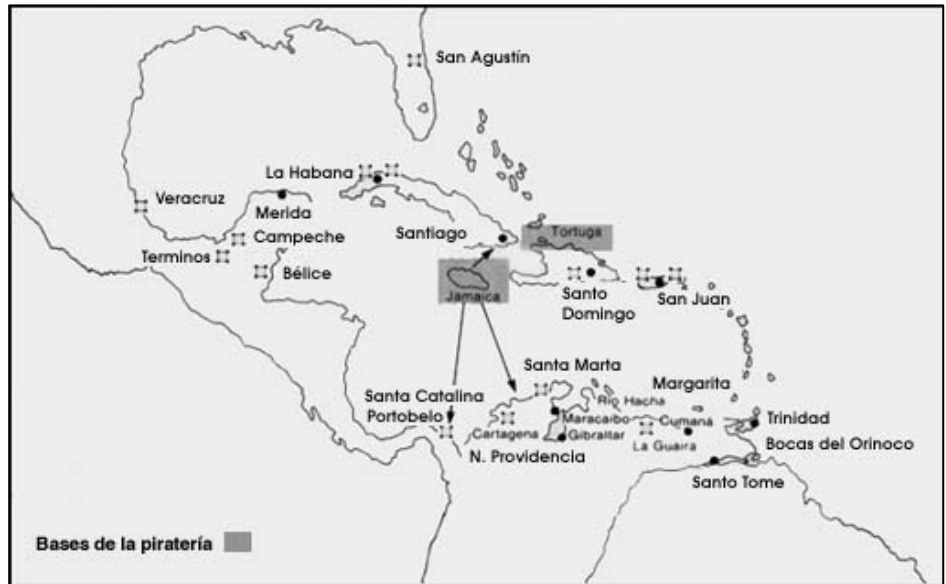 San Agustín
La Habana
Veracruz
Merida
Campeche
Santiago
Tortuga
Terminos
Bélice
Jamaica
Santo
Domingo
San Juan
Santa Marta
Santa Catalina
Portobelo
Margarita
Río Hacha
Cartagena
Maracaibo
Gibraltar
Cumaná
La Guaira
Trinidad
N. Providencia
Bocas del Orinoco
Santo Tome
Bases de la piratería